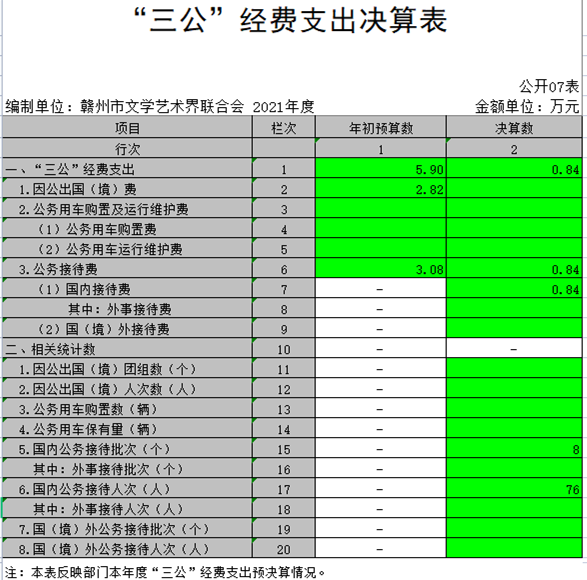 “三公”经费支出决算表
公开07表
编制单位：赣州市文学艺术界联合会 2021年度 金额单位：万元
项目 栏次 年初预算数 决算数
行次 1 2
一、“三公”经费支出 1 5.90 0.84
1.因公出国（境）费 2 2.82
2.公务用车购置及运行维护费 3
（1）公务用车购置费 4
（2）公务用车运行维护费 5
3.公务接待费 6 3.08 0.84
（1）国内接待费 7 - 0.84
其中：外事接待费 8 -
（2）国（境）外接待费 9 -
二、相关统计数 10 - -
1.因公出国（境）团组数（个） 11 -
2.因公出国（境）人次数（人） 12 -
3.公务用车购置数（辆） 13 -
4.公务用车保有量（辆） 14 -
5.国内公务接待批次（个） 15 - 8
其中：外事接待批次（个） 16 -
6.国内公务接待人次（人） 17 - 76
其中：外事接待人次（人） 18 -
7.国（境）外公务接待批次（个） 19 -
8.国（境）外公务接待人次（人） 20 -
注：本表反映部门本年度“三公”经费支出预决算情况。